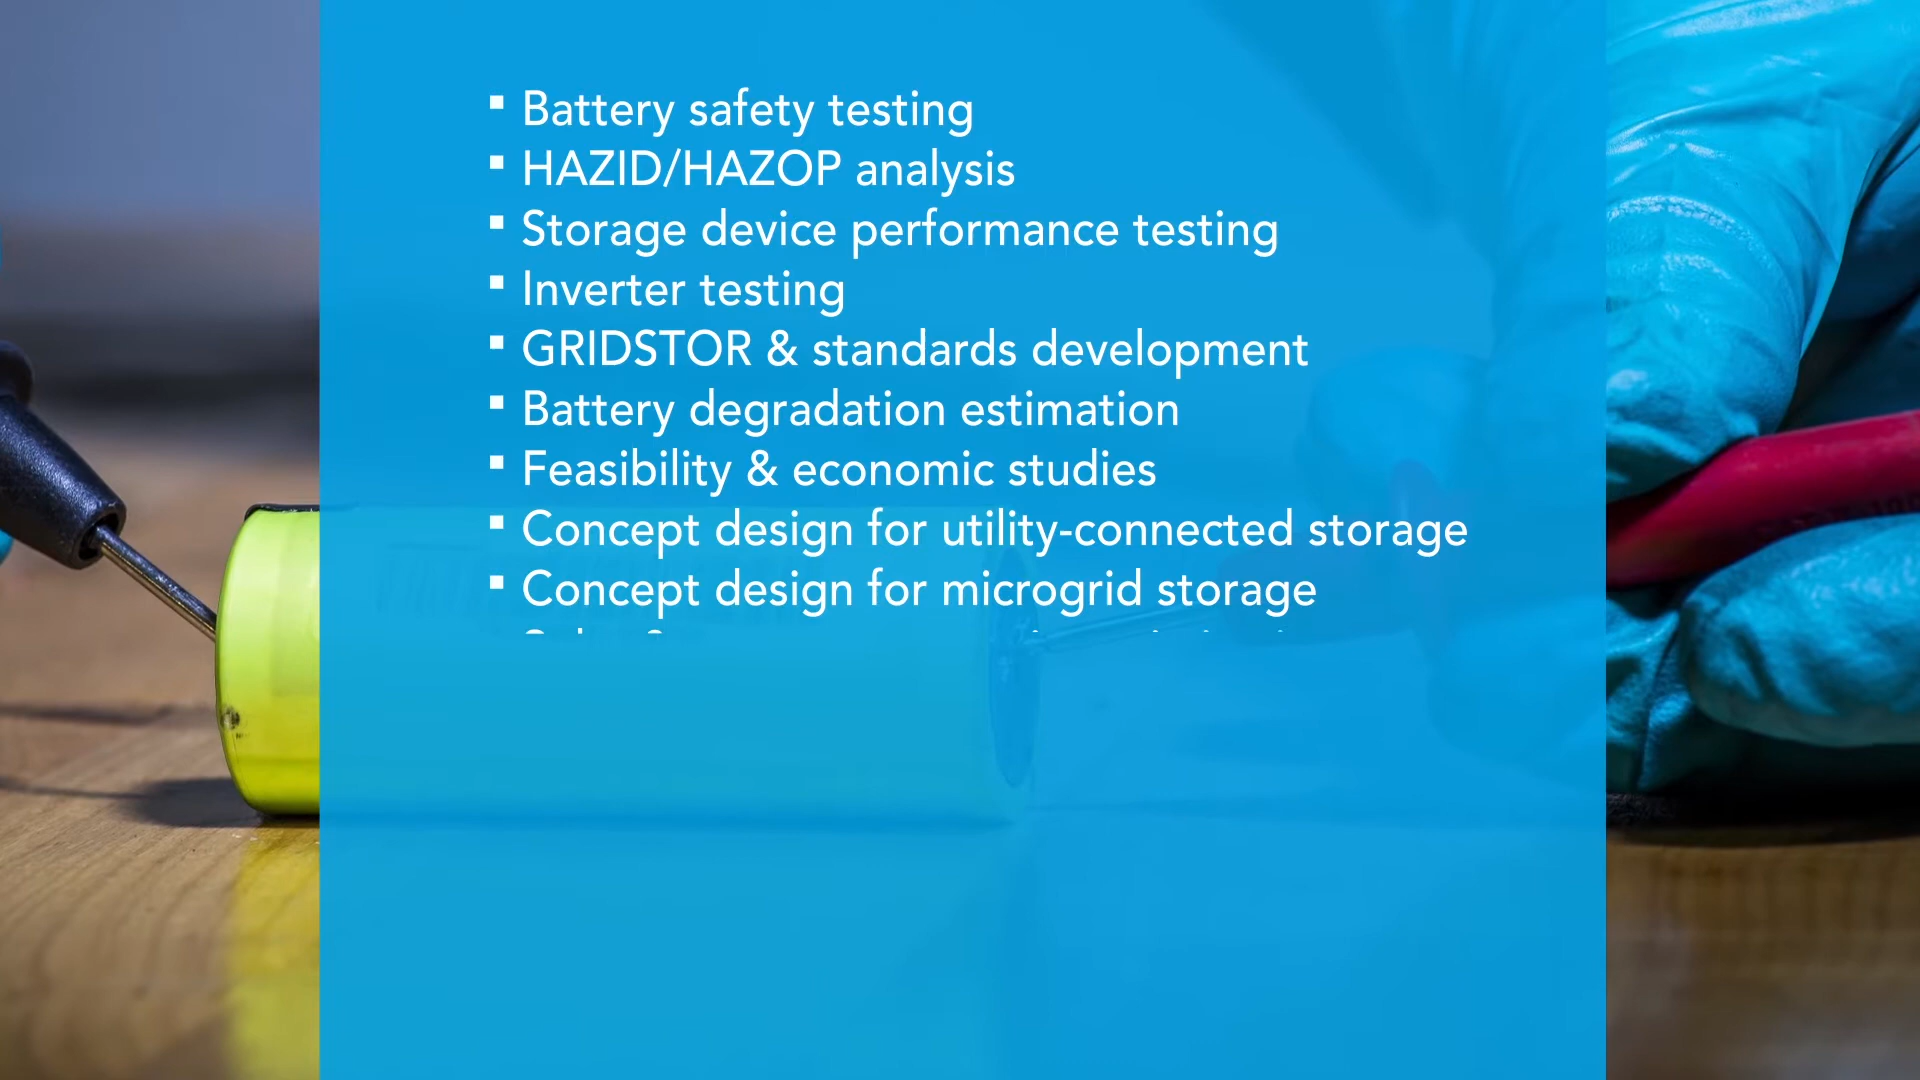 ▪ Battery safety testing
▪ HAZID/HAZOP analysis
▪ Storage device performance testing
▪ Inverter testing
▪ GRIDSTOR & standards development
▪ Battery degradation estimation
▪ Feasibility & economic studies
▪ Concept design for utility-connected storage
▪ Concept design for microgrid storage